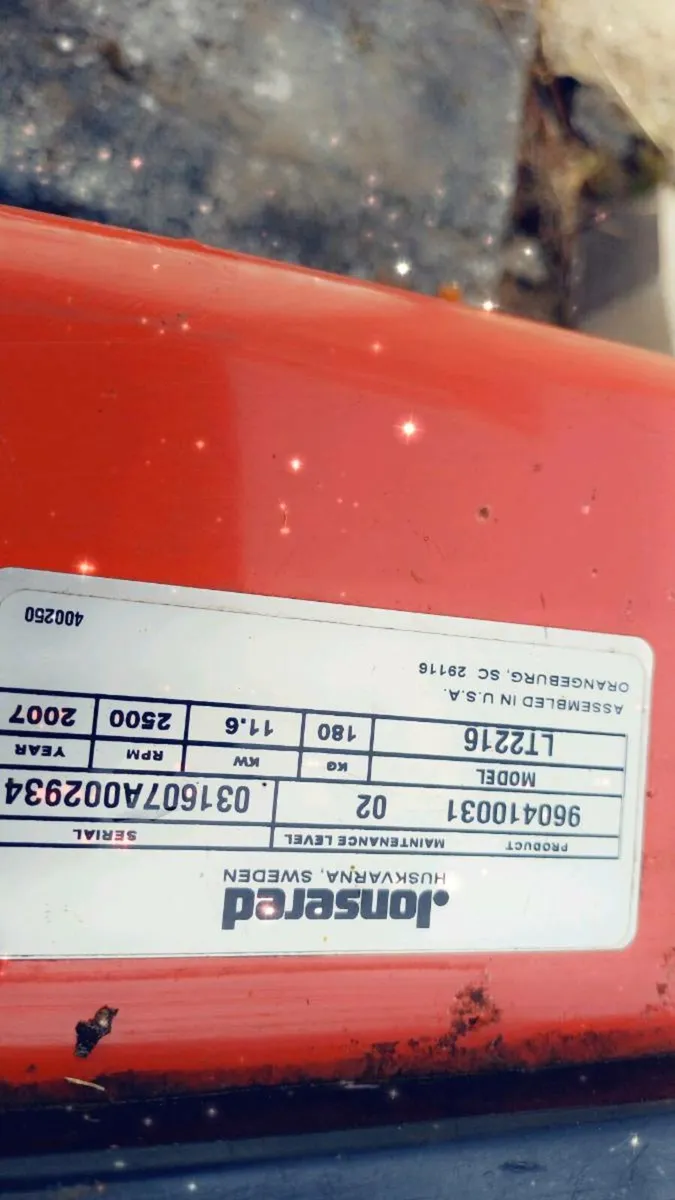 Jonsered
HUSKVARNA, SWEDEN
PRODUCT MAINTENANCE LEVEL SERIAL
960410031 02 031607A002934
MODEL KG KW RPM YEAR
LT2216 180 11.6 2500 2007
ASSEMBLED IN U.S.A.
ORANGEBURG, SC 29116
400250